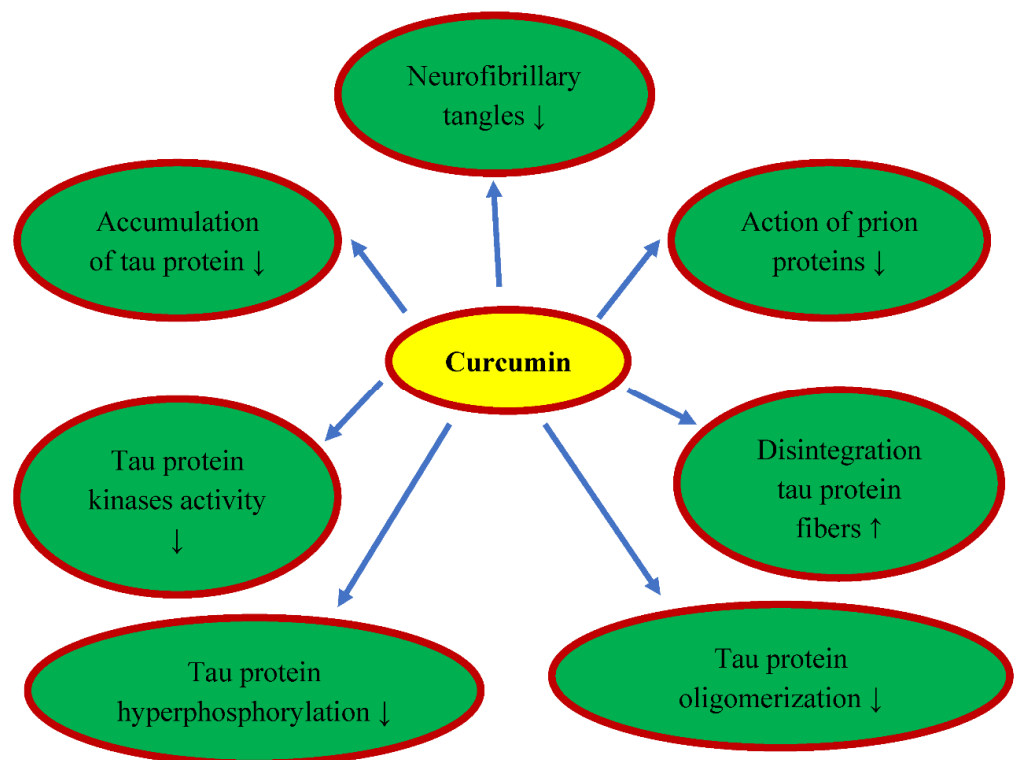 Neurofibrillary
tangles ↓
Accumulation
of tau protein ↓
Action of prion
proteins ↓
Curcumin
Tau protein
kinases activity
↓
Disintegration
tau protein
fibers ↑
Tau protein
hyperphosphorylation ↓
Tau protein
oligomerization ↓